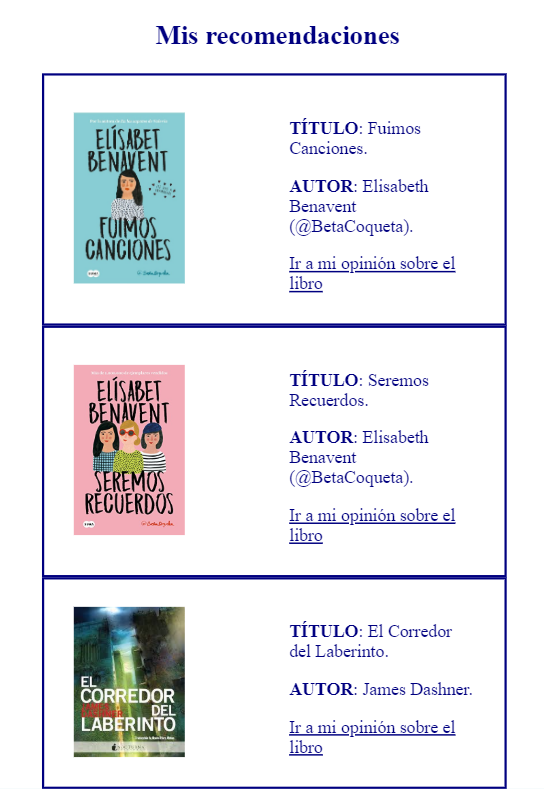 Mis recomendaciones
ELÍSABET
BENAVENT
FUIMOS
CANCIONES
TÍTULO: Fuimos
Canciones.
AUTOR: Elisabeth
Benavent
(@BetaCoqueta).
Ir a mi opinión sobre el
libro
ELÍSABET
BENAVENT
SEREMOS
RECUERDOS
TÍTULO: Seremos
Recuerdos.
AUTOR: Elisabeth
Benavent
(@BetaCoqueta).
Ir a mi opinión sobre el
libro
EL
CORREDOR
DEL
LABERINTO
TÍTULO: El Corredor
del Laberinto.
AUTOR: James Dashner.
Ir a mi opinión sobre el
libro